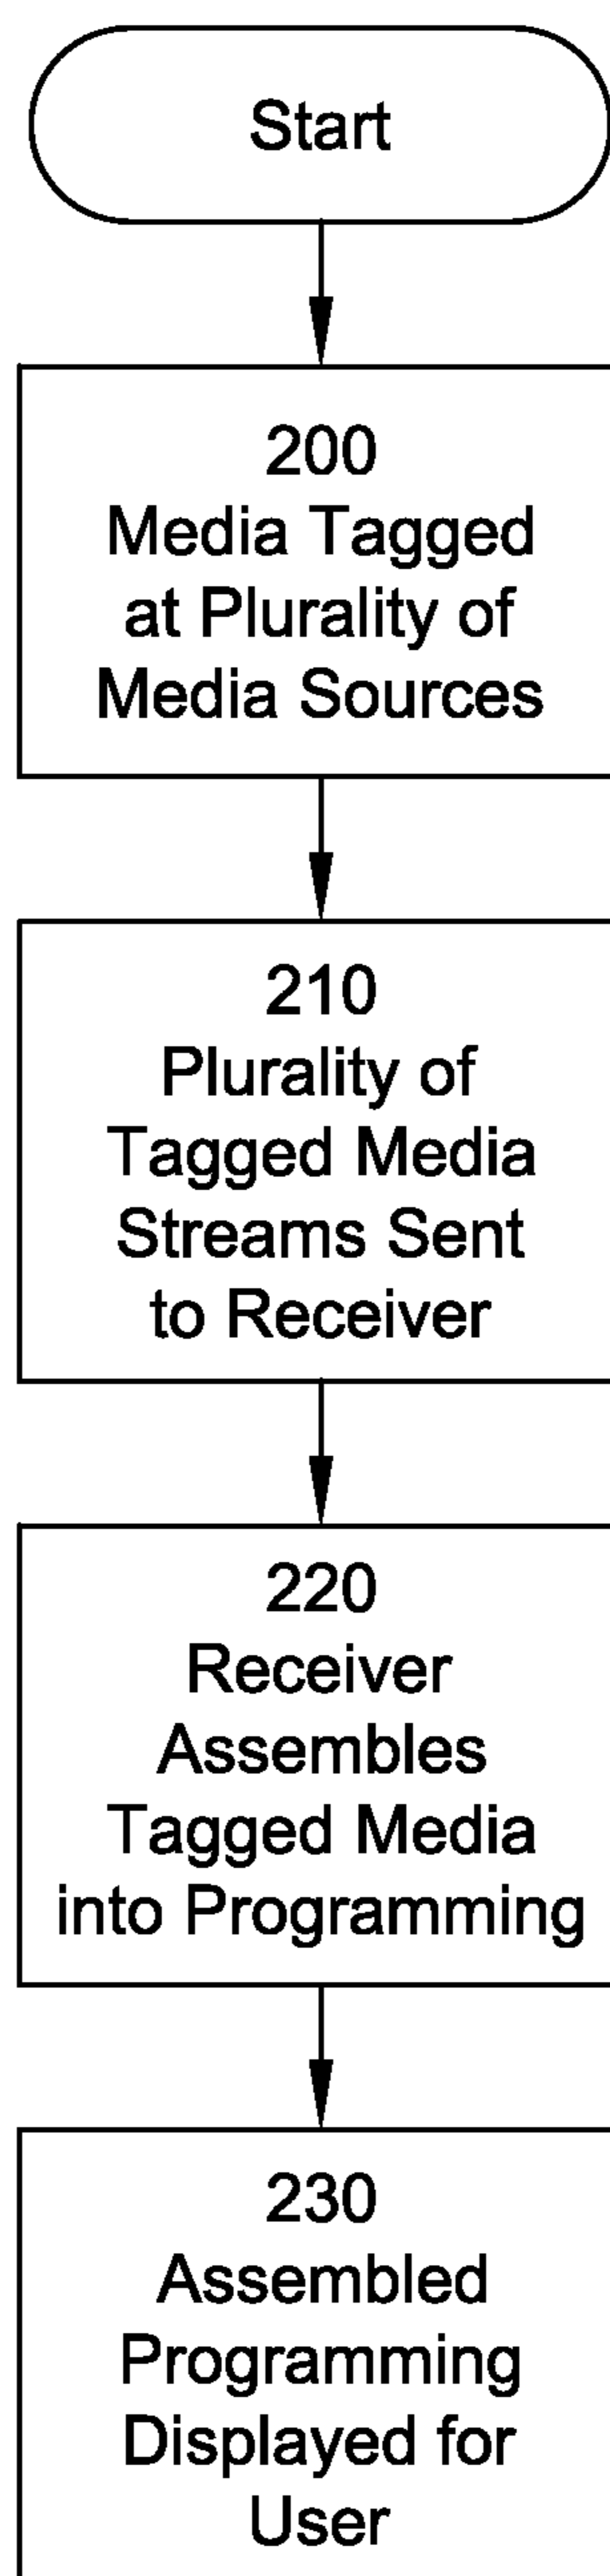 Start
200
Media Tagged
at Plurality of
Media Sources
210
Plurality of
Tagged Media
Streams Sent
to Receiver
220
Receiver
Assembles
Tagged Media
into Programming
230
Assembled
Programming
Displayed for
User